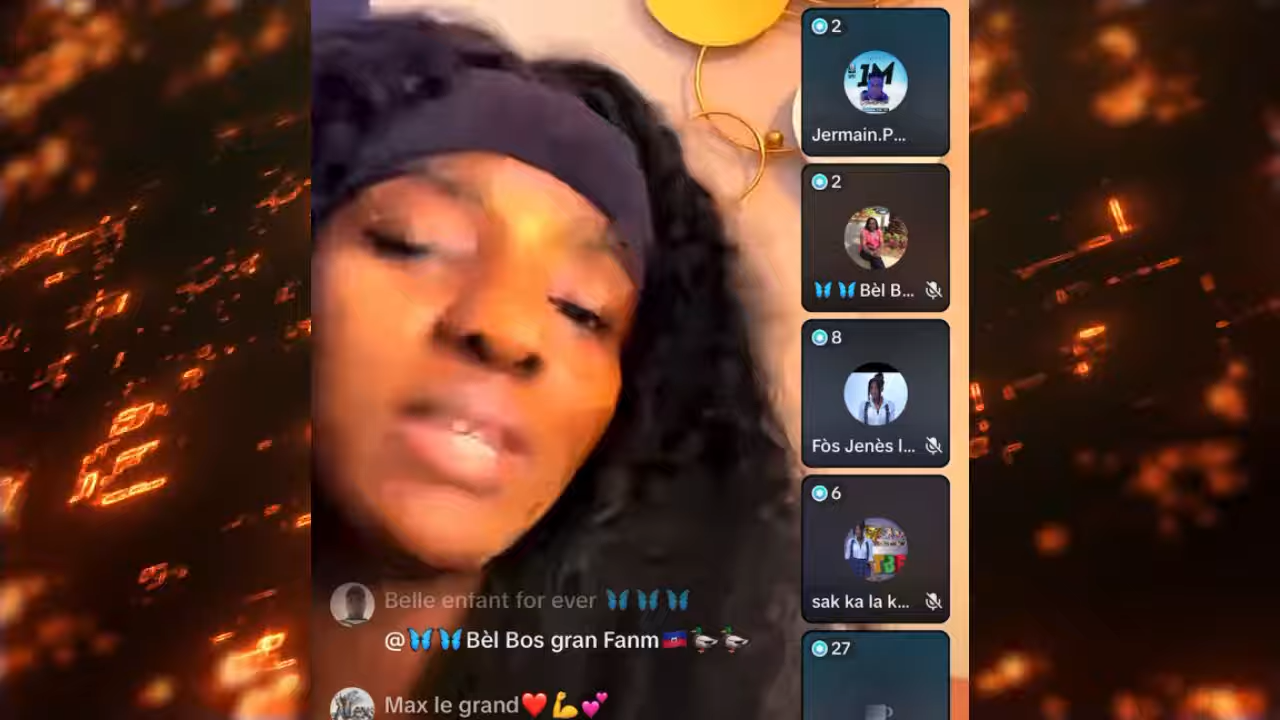 2
1M
Jermain.P...
2
🦋🦋Bèl B...
8
Fòs Jenès l...
6
TBF
sak ka la k...
27
Belle enfant for ever 🦋🦋🦋
@🦋🦋Bèl Bos gran Fanm🇭🇹🦆🦆
Max le grand❤️💪💕